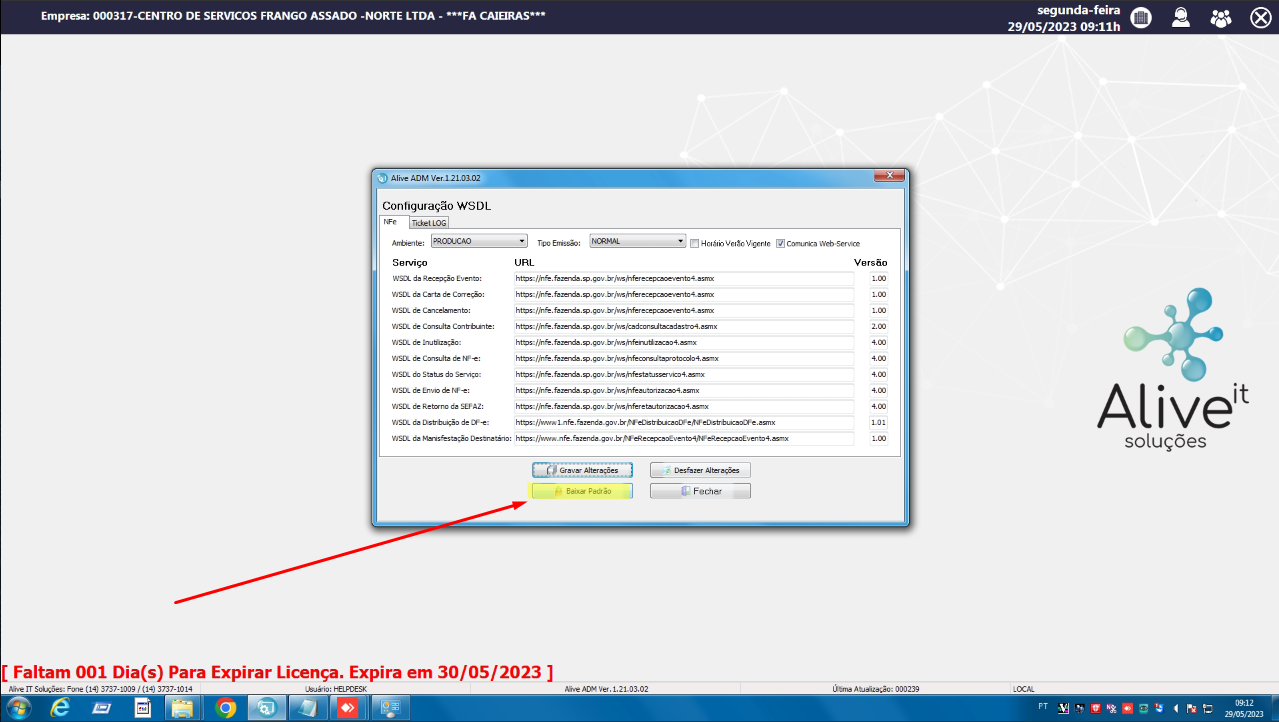 Empresa: 000317-CENTRO DE SERVICOS FRANGO ASSADO -NORTE LTDA - ***FA CAIEIRAS***
segunda-feira
29/05/2023 09:11h
Alive ADM Ver.1.21.03.02
Configuração WSDL
NFe Ticket LOG
Ambiente: PRODUCAO Tipo Emissão: NORMAL Horário Verão Vigente Comunica Web-Service
Serviço URL Versão
WSDL da Recepção Evento: https://nfe.fazenda.sp.gov.br/ws/nferecepcaoevento4.asmx 1.00
WSDL da Carta de Correção: https://nfe.fazenda.sp.gov.br/ws/nferecepcaoevento4.asmx 1.00
WSDL de Cancelamento: https://nfe.fazenda.sp.gov.br/ws/nferecepcaoevento4.asmx 1.00
WSDL de Consulta Contribuinte: https://nfe.fazenda.sp.gov.br/ws/cadconsultacadastro4.asmx 2.00
WSDL de Inutilização: https://nfe.fazenda.sp.gov.br/ws/nfeinutilizacao4.asmx 4.00
WSDL de Consulta de NF-e: https://nfe.fazenda.sp.gov.br/ws/nfeconsultaprotocolo4.asmx 4.00
WSDL do Status do Serviço: https://nfe.fazenda.sp.gov.br/ws/nfestatusservico4.asmx 4.00
WSDL de Envio de NF-e: https://nfe.fazenda.sp.gov.br/ws/nfeautorizacao4.asmx 4.00
WSDL de Retorno da SEFAZ: https://nfe.fazenda.sp.gov.br/ws/nferetautorizacao4.asmx 4.00
WSDL da Distribuição de DF-e: https://www1.nfe.fazenda.gov.br/NFeDistribuicaoDFe/NFeDistribuicaoDFe.asmx 1.01
WSDL da Manisfestação Destinatário: https://www.nfe.fazenda.gov.br/NFeRecepcaoEvento4/NFeRecepcaoEvento4.asmx 1.00
Gravar Alterações Desfazer Alterações
Baixar Padrão Fechar
Alive it
soluções
[ Faltam 001 Dia(s) Para Expirar Licença. Expira em 30/05/2023 ]
Alive IT Soluções: Fone (14) 3737-1009 / (14) 3737-1014 Usuário: HELPDESK Alive ADM Ver.1.21.03.02 Última Atualização: 000239 LOCAL
PT 09:12
29/05/2023